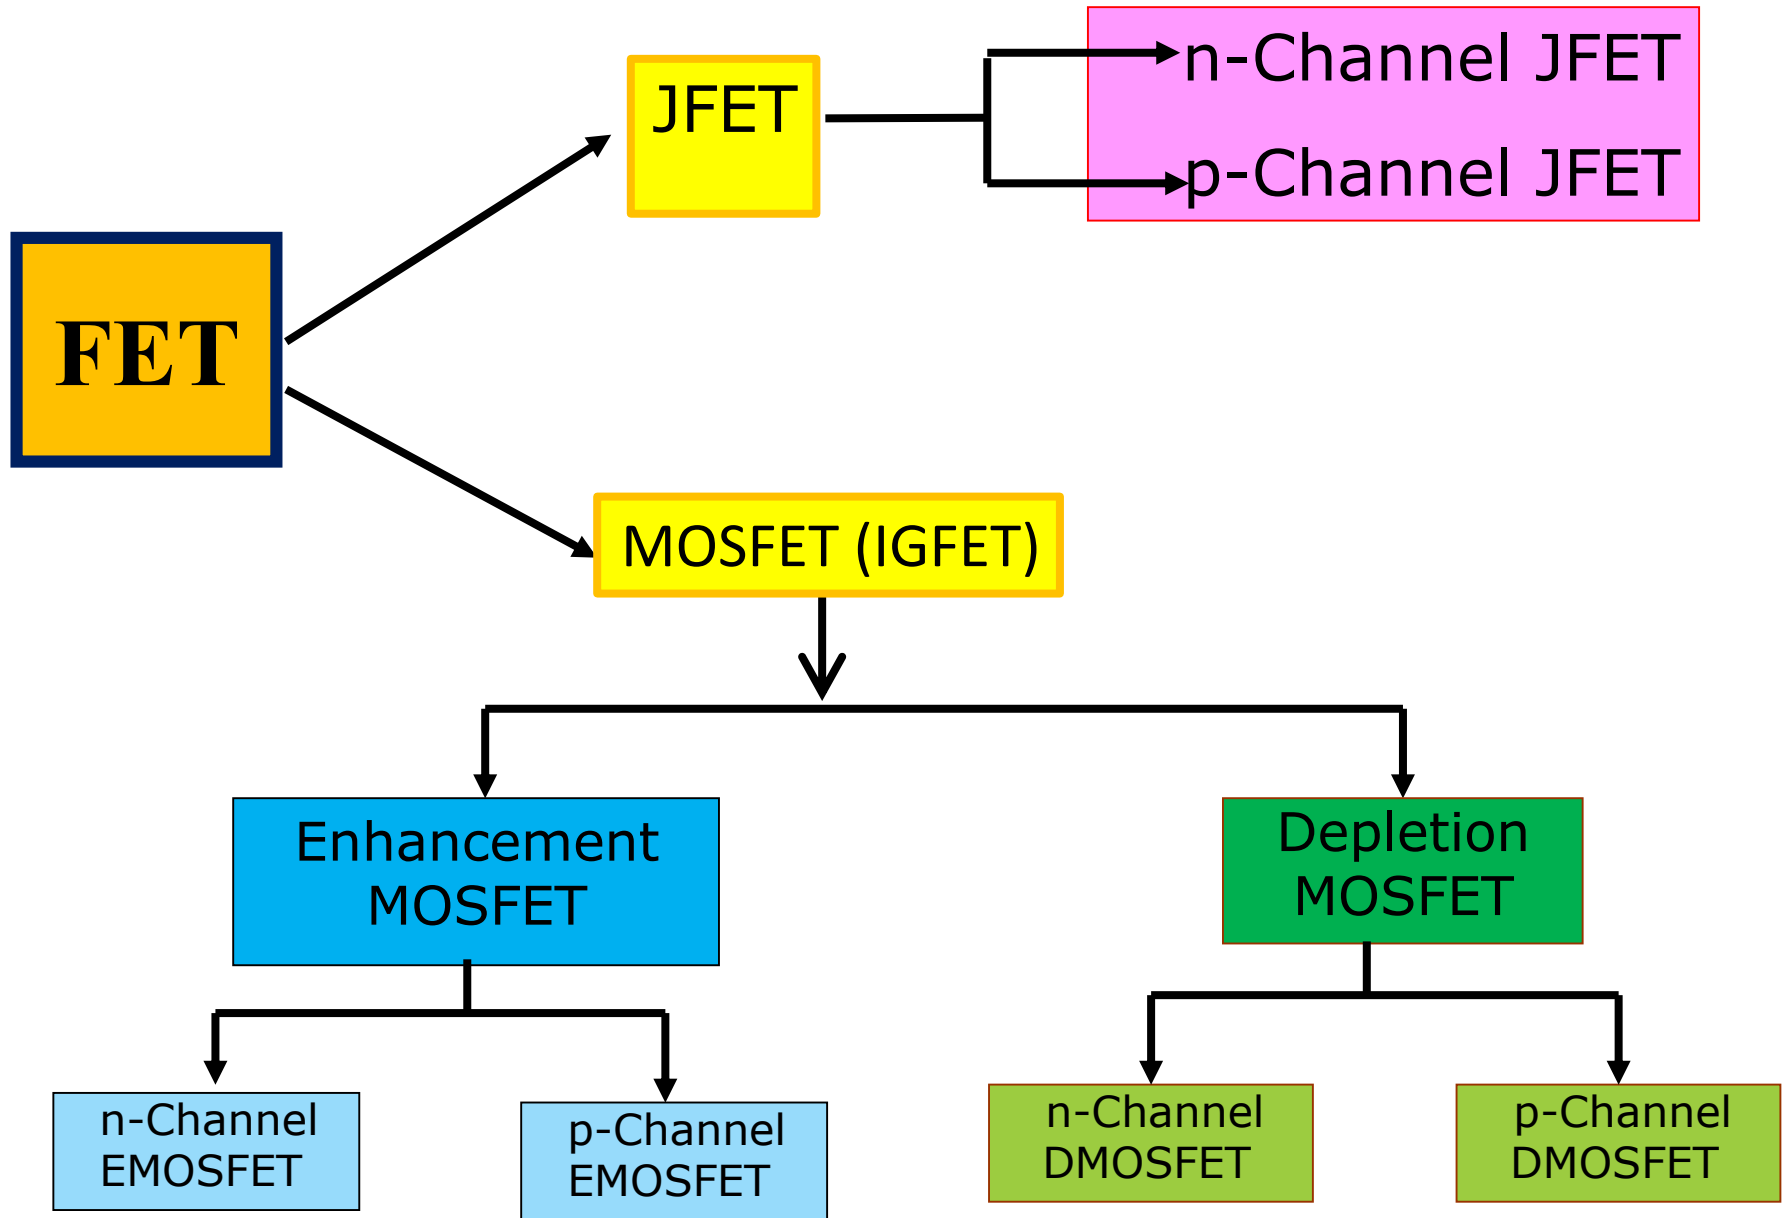 n-Channel JFET
JFET
p-Channel JFET
FET
MOSFET (IGFET)
Enhancement
MOSFET
Depletion
MOSFET
n-Channel
EMOSFET
p-Channel
EMOSFET
n-Channel
DMOSFET
p-Channel
DMOSFET